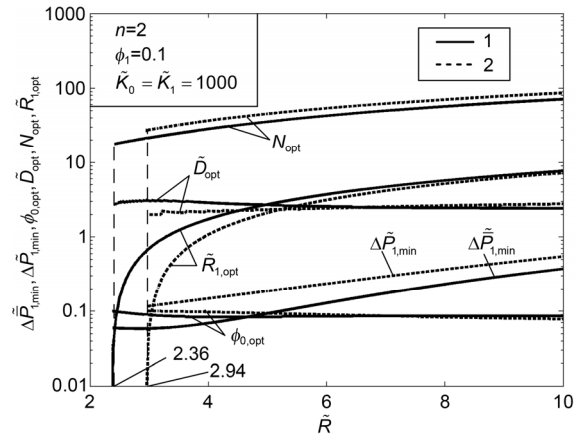 1000
100
10
1
0.1
0.01
ΔP̿̃₁,min, ΔP̃₁,min, ϕ₀,opt, D̃opt, Nopt, R̃₁,opt
n=2
ϕ₁=0.1
K̃₀ = K̃₁ = 1000
1
2
Nopt
D̃opt
R̃₁,opt
ΔP̃₁,min
ΔP̿̃₁,min
ϕ₀,opt
2.36
2.94
2
4
6
8
10
R̃